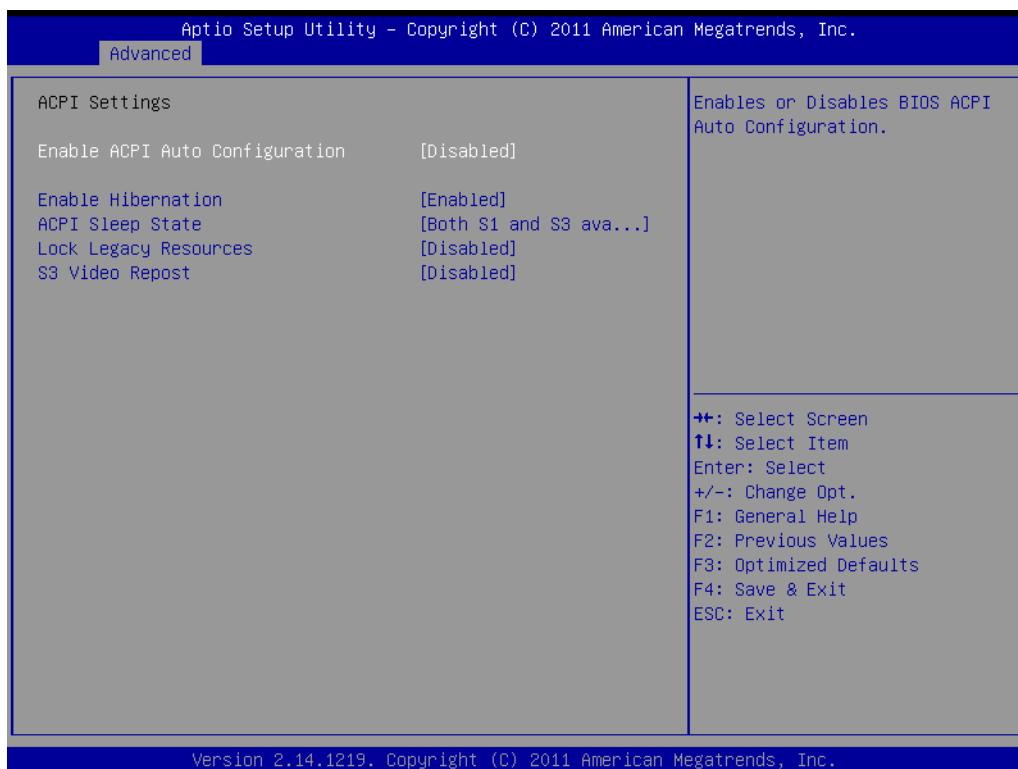 Aptio Setup Utility – Copyright (C) 2011 American Megatrends, Inc.
Advanced
ACPI Settings
Enable ACPI Auto Configuration [Disabled]
Enable Hibernation [Enabled]
ACPI Sleep State [Both S1 and S3 ava...]
Lock Legacy Resources [Disabled]
S3 Video Repost [Disabled]
Enables or Disables BIOS ACPI
Auto Configuration.
→←: Select Screen
↑↓: Select Item
Enter: Select
+/-: Change Opt.
F1: General Help
F2: Previous Values
F3: Optimized Defaults
F4: Save & Exit
ESC: Exit
Version 2.14.1219. Copyright (C) 2011 American Megatrends, Inc.